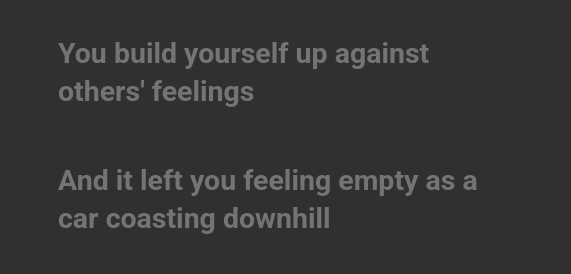 You build yourself up against
others' feelings
And it left you feeling empty as a
car coasting downhill